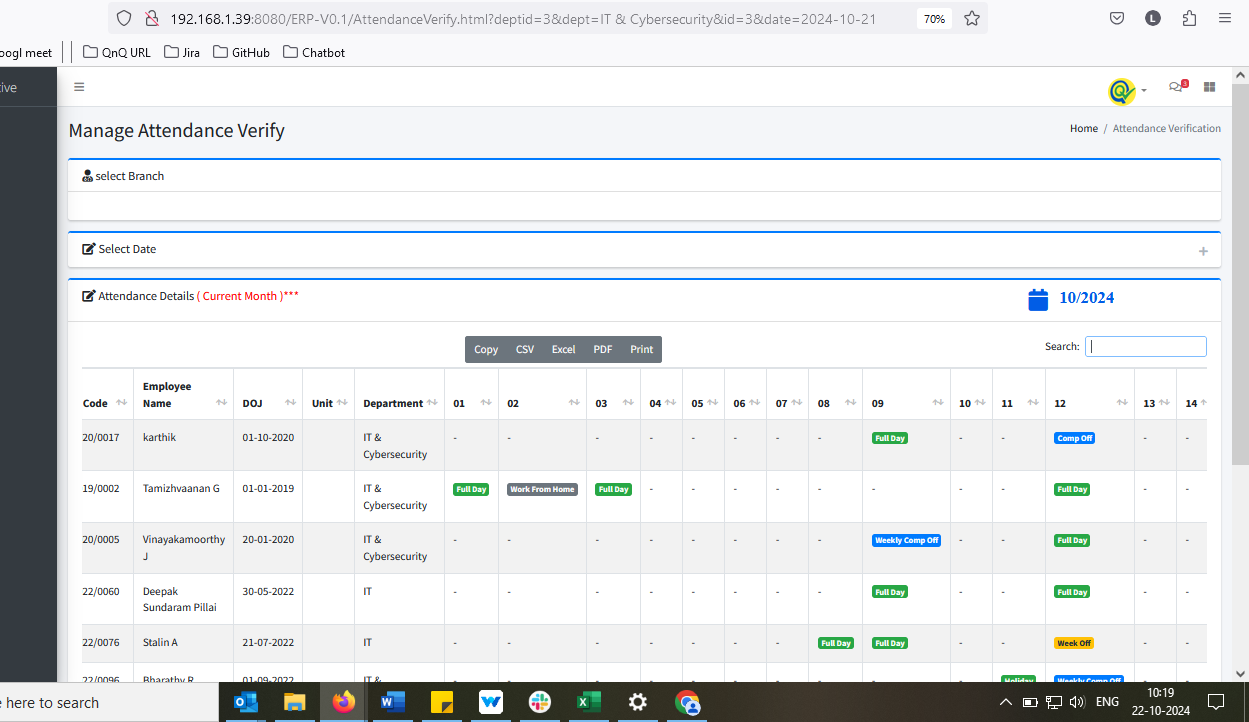 192.168.1.39:8080/ERP-V0.1/AttendanceVerify.html?deptid=3&dept=IT & Cybersecurity&id=3&date=2024-10-21 70% L
oogl meet QnQ URL Jira GitHub Chatbot
ive 3
Manage Attendance Verify Home / Attendance Verification
select Branch
Select Date +
Attendance Details ( Current Month )*** 10/2024
Copy CSV Excel PDF Print Search:
Employee
Code Name DOJ Unit Department 01 02 03 04 05 06 07 08 09 10 11 12 13 14
20/0017 karthik 01-10-2020 IT & - - - - - - - - Full Day - - Comp Off - -
Cybersecurity
19/0002 Tamizhvaanan G 01-01-2019 IT & Full Day Work From Home Full Day - - - - - - - - Full Day - -
Cybersecurity
20/0005 Vinayakamoorthy 20-01-2020 IT & - - - - - - - - Weekly Comp Off - - Full Day - -
J Cybersecurity
22/0060 Deepak 30-05-2022 IT - - - - - - - - Full Day - - Full Day - -
Sundaram Pillai
22/0076 Stalin A 21-07-2022 IT - - - - - - - Full Day Full Day - - Week Off - -
22/0096 Bharathy R 01-09-2022 IT & Holiday Weekly Comp Off
e here to search ENG 10:19
22-10-2024